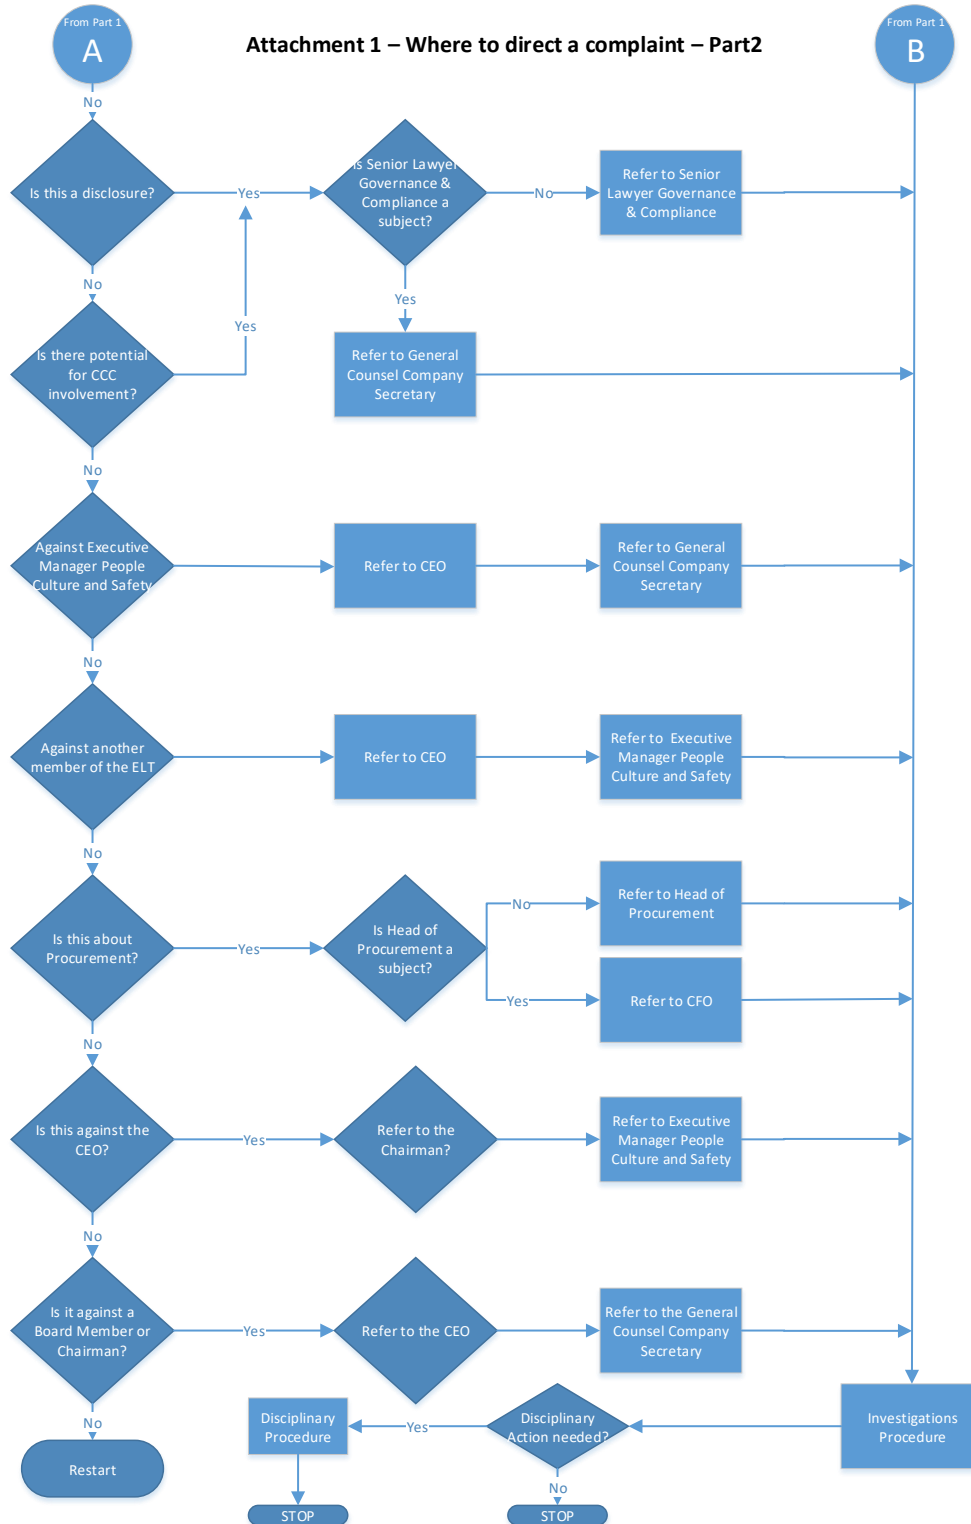 From Part 1
A
Attachment 1 – Where to direct a complaint – Part2
From Part 1
B
No
Is this a disclosure?
Yes
Is Senior Lawyer
Governance &
Compliance a
subject?
No
Refer to Senior
Lawyer Governance
& Compliance
No
Yes
Is there potential
for CCC
involvement?
Yes
Refer to General
Counsel Company
Secretary
No
Against Executive
Manager People
Culture and Safety
Refer to CEO
Refer to General
Counsel Company
Secretary
No
Against another
member of the ELT
Refer to CEO
Refer to Executive
Manager People
Culture and Safety
No
Is this about
Procurement?
Yes
Is Head of
Procurement a
subject?
No
Refer to Head of
Procurement
Yes
Refer to CFO
No
Is this against the
CEO?
Yes
Refer to the
Chairman?
Refer to Executive
Manager People
Culture and Safety
No
Is it against a
Board Member or
Chairman?
Yes
Refer to the CEO
Refer to the General
Counsel Company
Secretary
No
Restart
Disciplinary
Procedure
Yes
Disciplinary
Action needed?
Investigations
Procedure
No
STOP
STOP